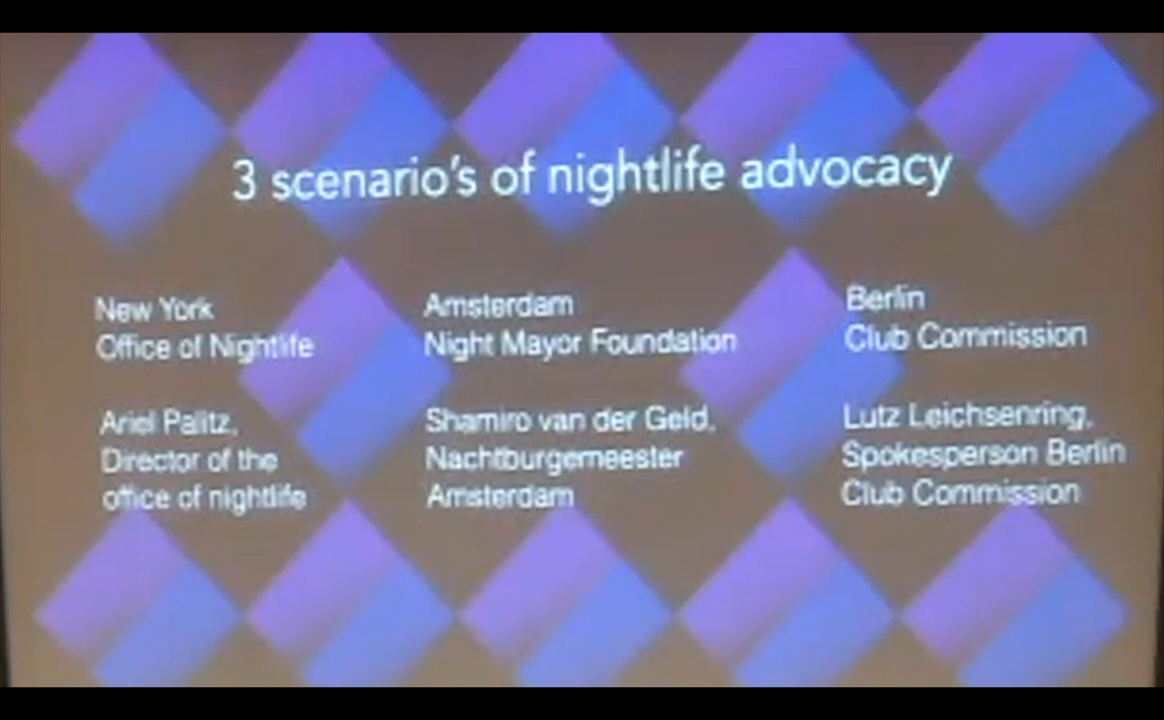 3 scenario's of nightlife advocacy
New York
Office of Nightlife
Ariel Palitz,
Director of the
office of nightlife
Amsterdam
Night Mayor Foundation
Shamiro van der Geld,
Nachtburgemeester
Amsterdam
Berlin
Club Commission
Lutz Leichsenring,
Spokesperson Berlin
Club Commission